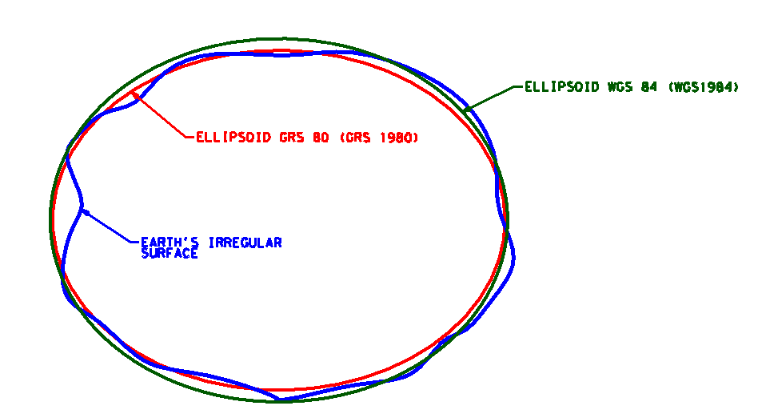 ELLIPSOID WGS 84 (WGS1984)
ELLIPSOID GRS 80 (GRS 1980)
EARTH'S IRREGULAR
SURFACE